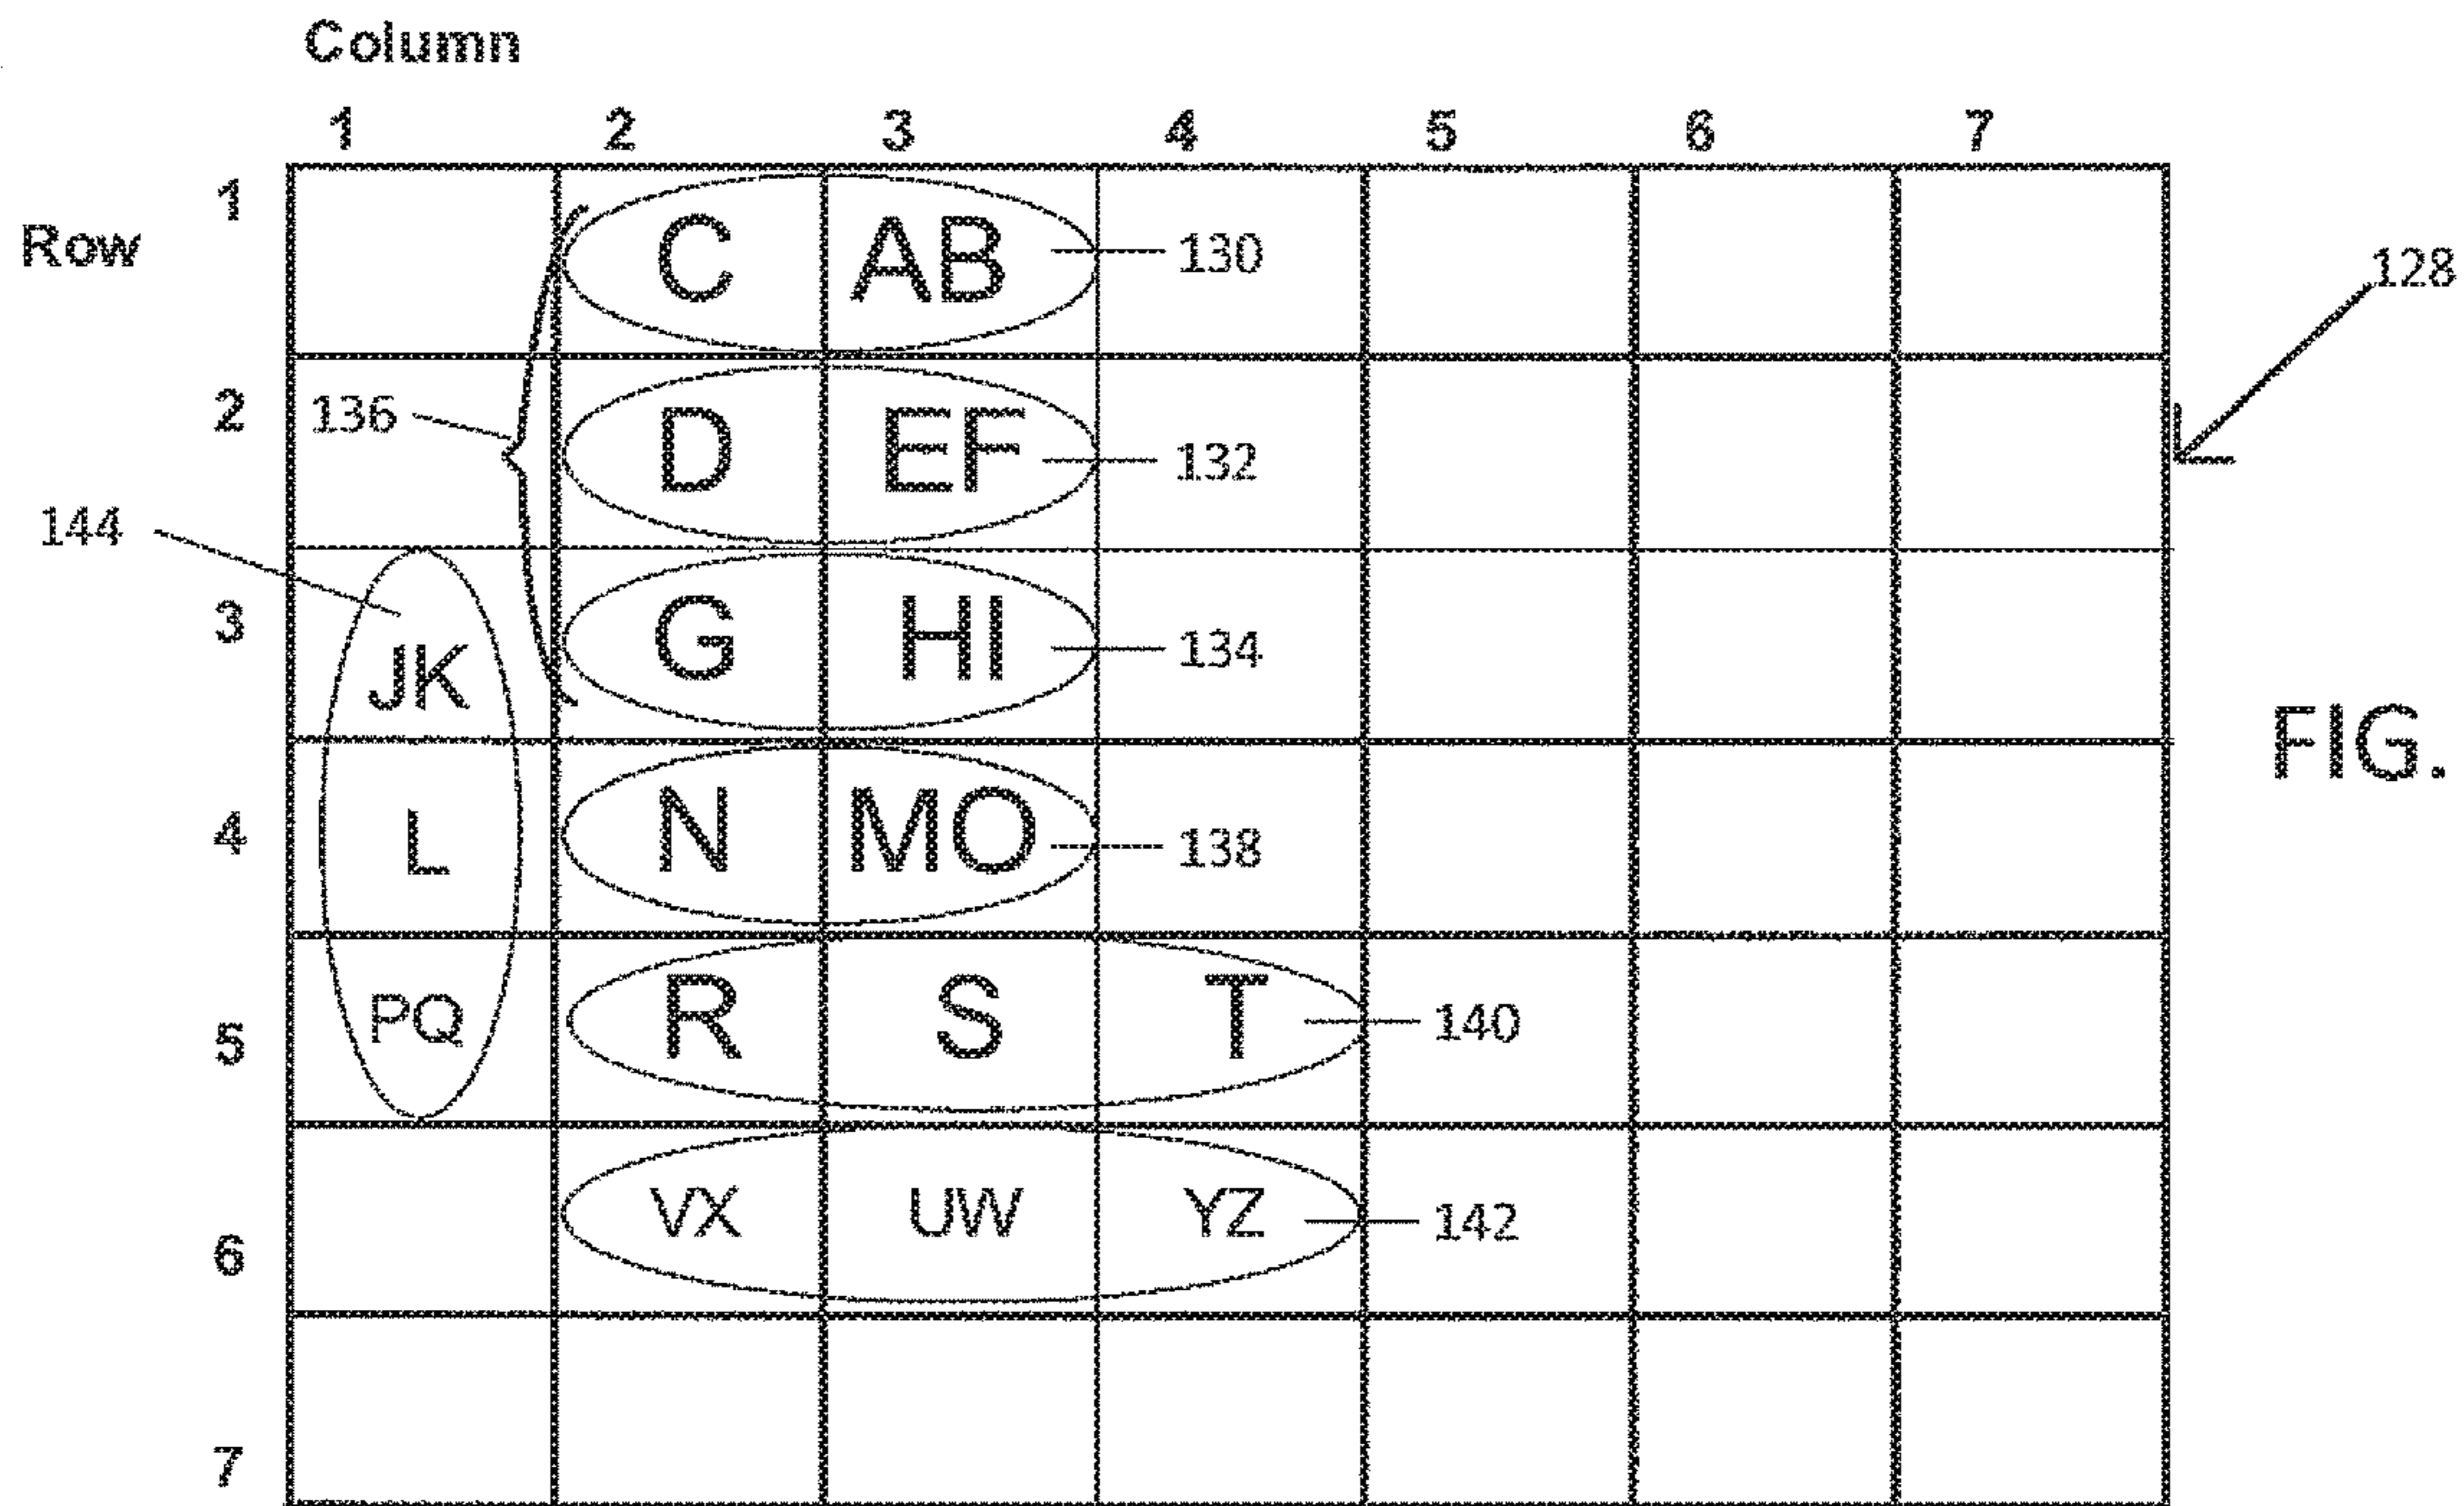 Column
1 2 3 4 5 6 7
1
Row
C AB 130
128
2
136
D EF 132
144
3
JK
G HI 134
FIG.
4
L
N MO 138
5
PQ
R S T 140
6
VX UW YZ 142
7